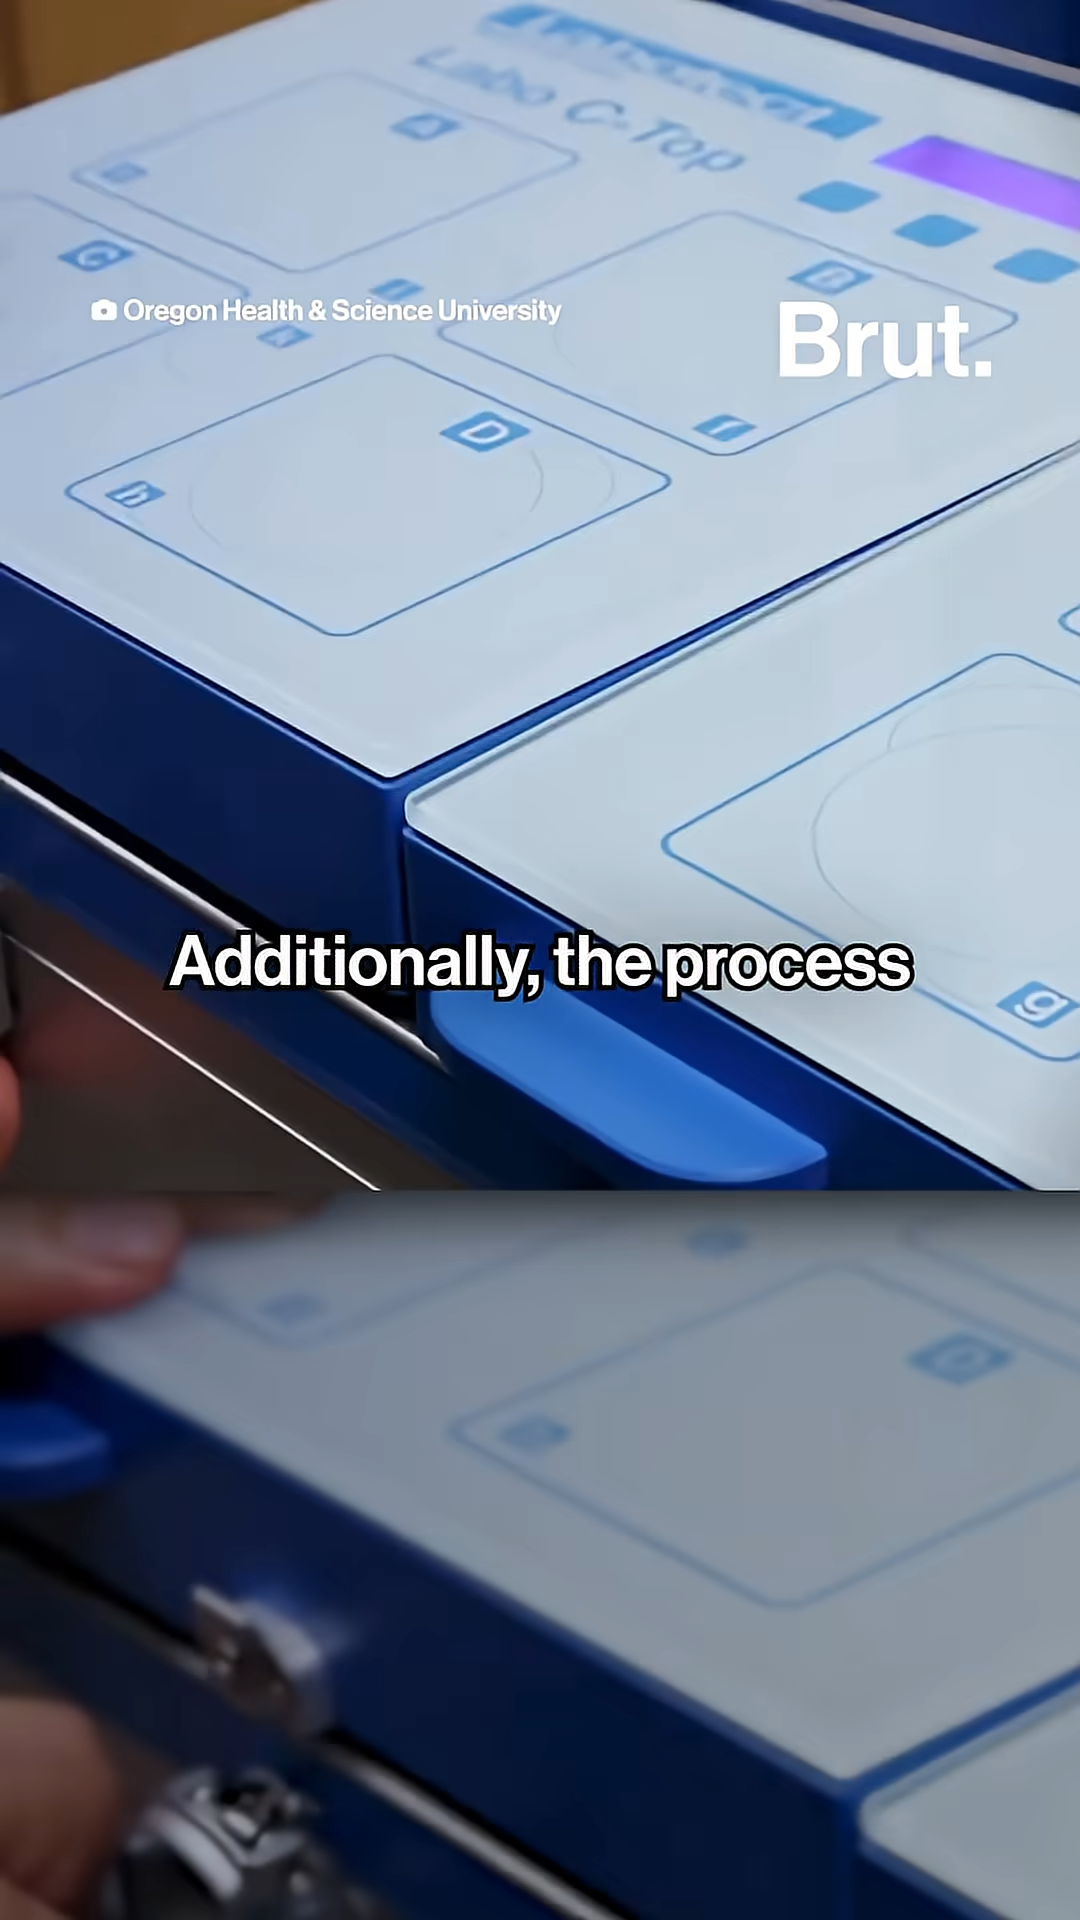 Labo C-Top
G
D
h
f
Oregon Health & Science University
Brut.
g
Additionally, the process